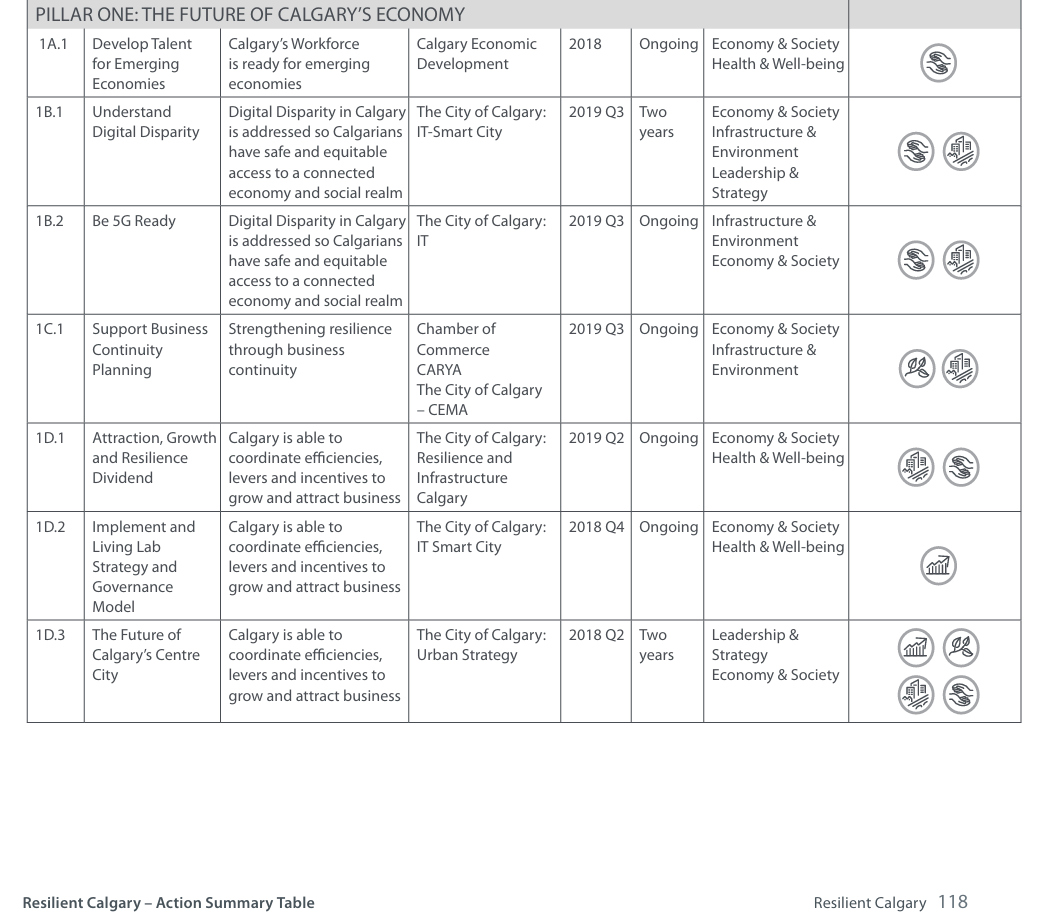 PILLAR ONE: THE FUTURE OF CALGARY’S ECONOMY
1A.1
Develop Talent
for Emerging
Economies
Calgary’s Workforce
is ready for emerging
economies
Calgary Economic
Development
2018
Ongoing
Economy & Society
Health & Well-being
1B.1
Understand
Digital Disparity
Digital Disparity in Calgary
is addressed so Calgarians
have safe and equitable
access to a connected
economy and social realm
The City of Calgary:
IT-Smart City
2019 Q3
Two
years
Economy & Society
Infrastructure &
Environment
Leadership &
Strategy
1B.2
Be 5G Ready
Digital Disparity in Calgary
is addressed so Calgarians
have safe and equitable
access to a connected
economy and social realm
The City of Calgary:
IT
2019 Q3
Ongoing
Infrastructure &
Environment
Economy & Society
1C.1
Support Business
Continuity
Planning
Strengthening resilience
through business
continuity
Chamber of
Commerce
CARYA
The City of Calgary
– CEMA
2019 Q3
Ongoing
Economy & Society
Infrastructure &
Environment
1D.1
Attraction, Growth
and Resilience
Dividend
Calgary is able to
coordinate efficiencies,
levers and incentives to
grow and attract business
The City of Calgary:
Resilience and
Infrastructure
Calgary
2019 Q2
Ongoing
Economy & Society
Health & Well-being
1D.2
Implement and
Living Lab
Strategy and
Governance
Model
Calgary is able to
coordinate efficiencies,
levers and incentives to
grow and attract business
The City of Calgary:
IT Smart City
2018 Q4
Ongoing
Economy & Society
Health & Well-being
1D.3
The Future of
Calgary’s Centre
City
Calgary is able to
coordinate efficiencies,
levers and incentives to
grow and attract business
The City of Calgary:
Urban Strategy
2018 Q2
Two
years
Leadership &
Strategy
Economy & Society
Resilient Calgary – Action Summary Table
Resilient Calgary 118